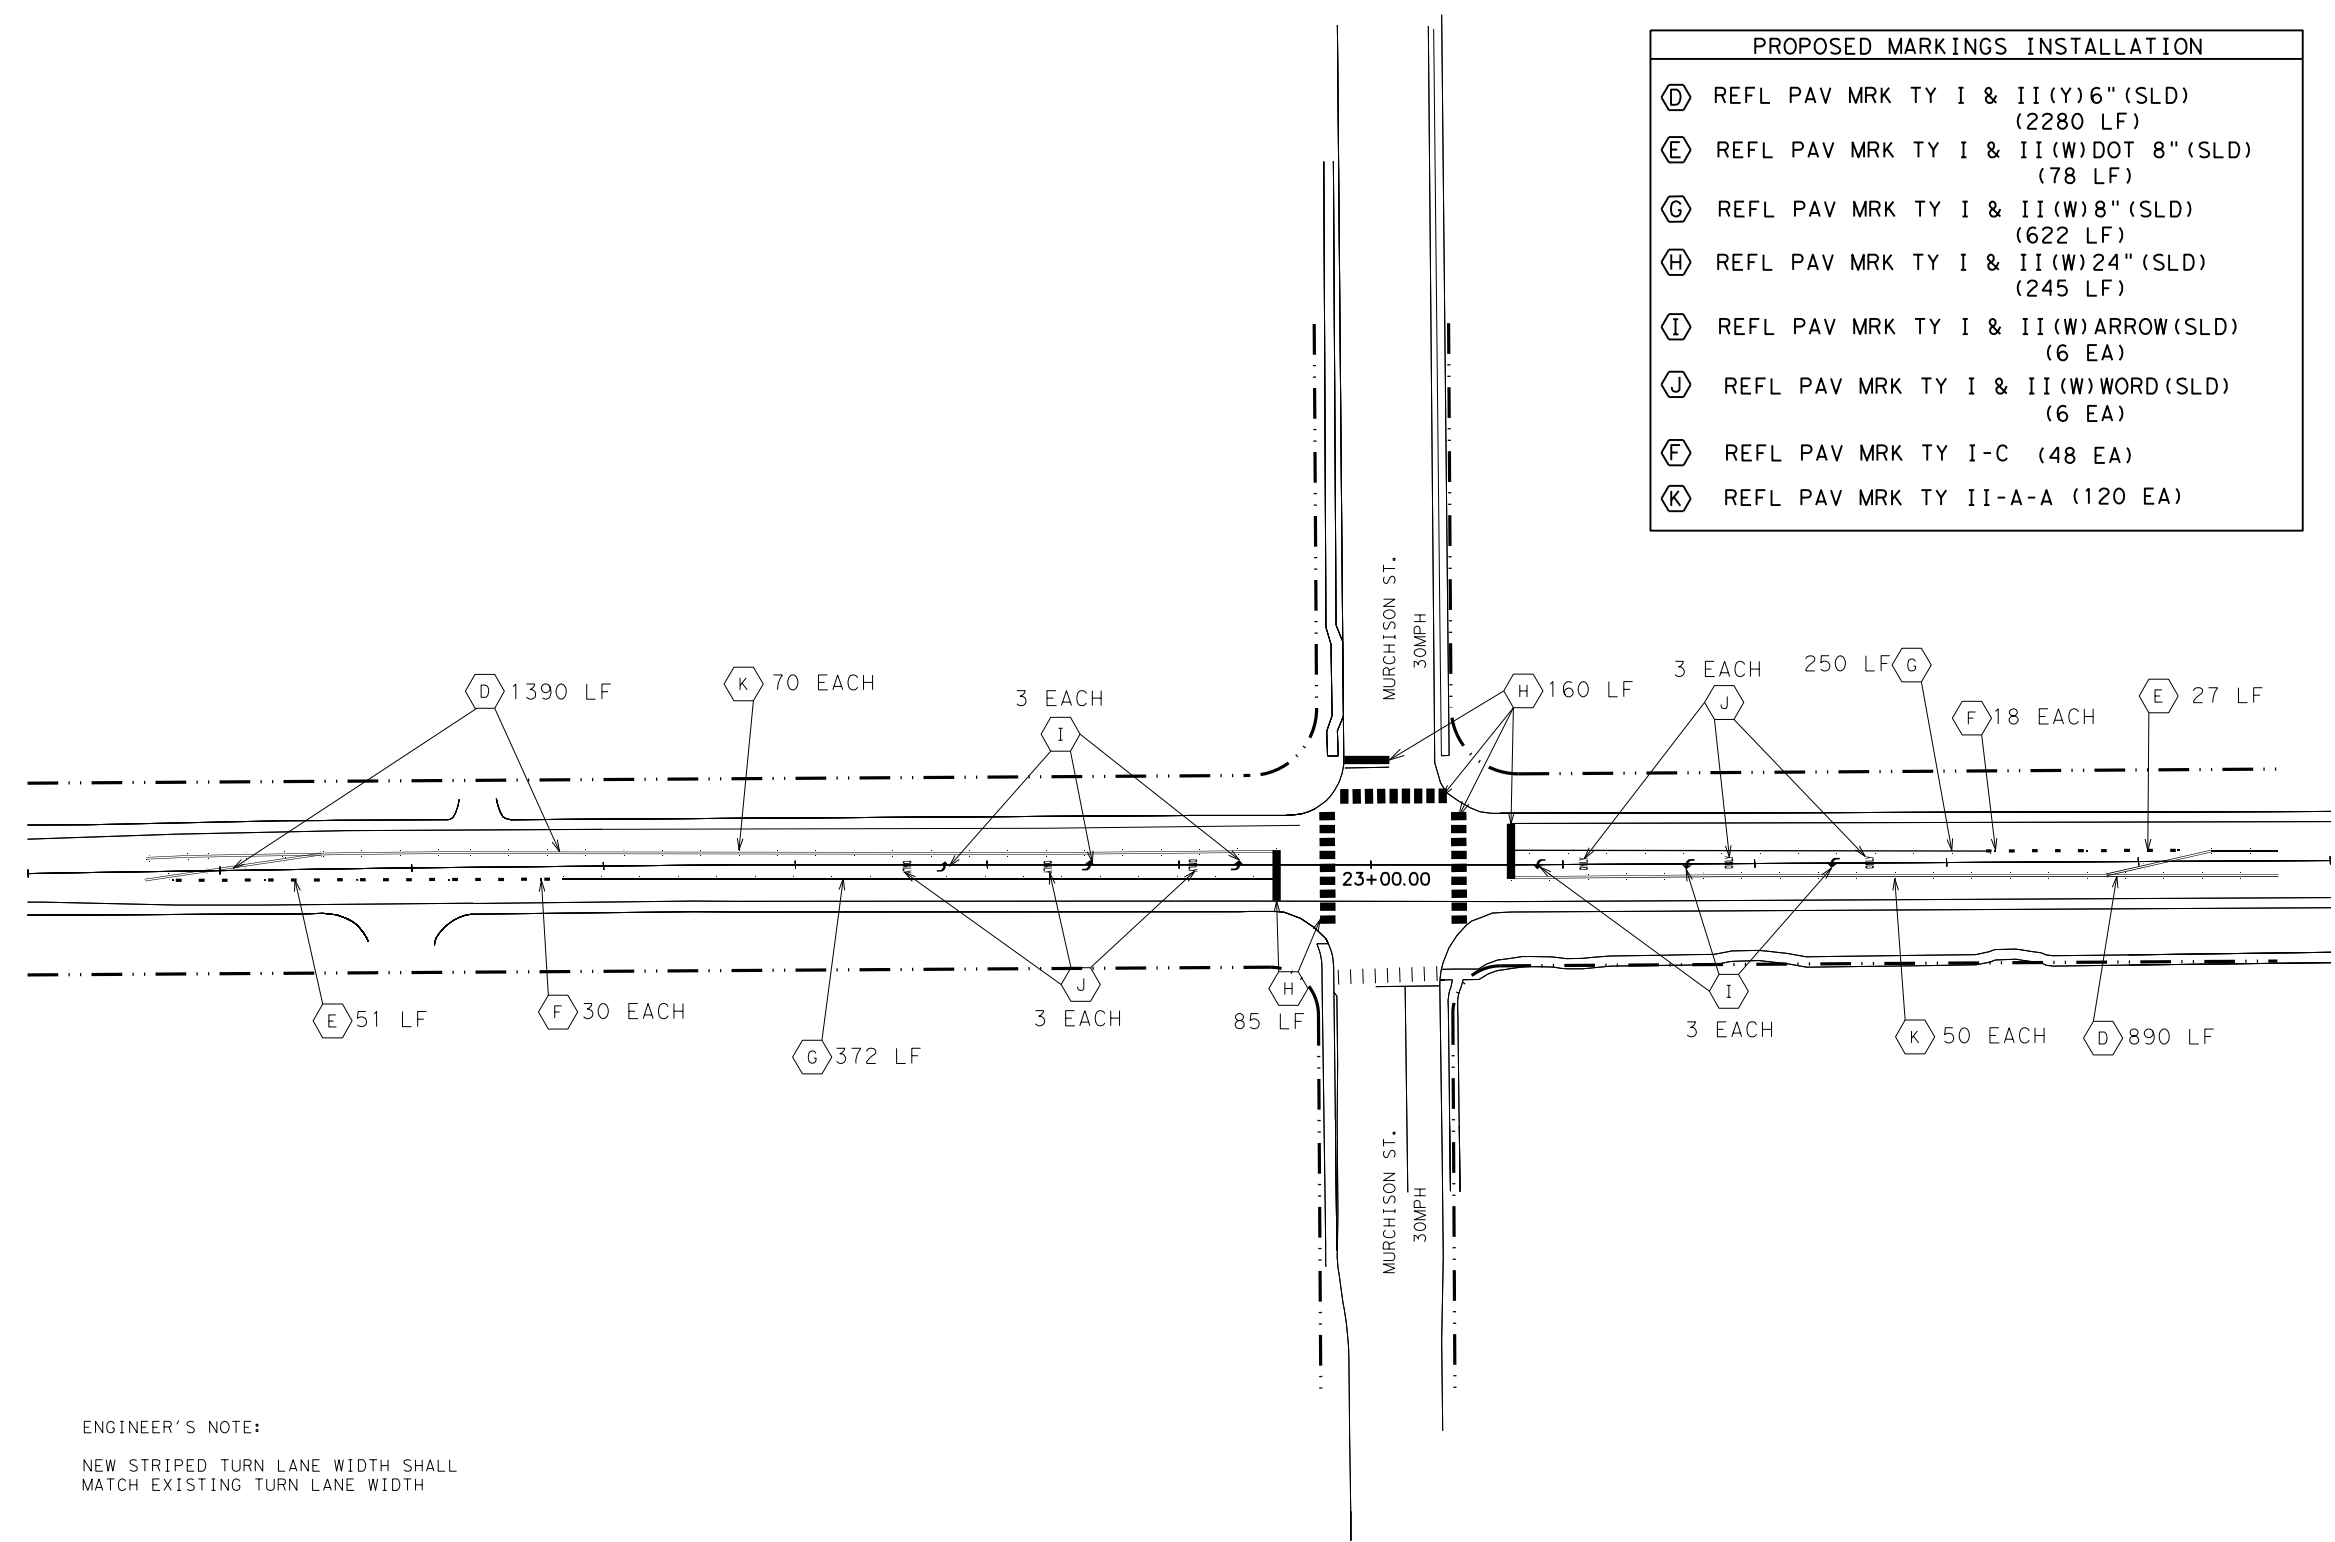 PROPOSED MARKINGS INSTALLATION
D REFL PAV MRK TY I & II(Y)6"(SLD)
(2280 LF)
E REFL PAV MRK TY I & II(W)DOT 8"(SLD)
(78 LF)
G REFL PAV MRK TY I & II(W)8"(SLD)
(622 LF)
H REFL PAV MRK TY I & II(W)24"(SLD)
(245 LF)
I REFL PAV MRK TY I & II(W)ARROW(SLD)
(6 EA)
J REFL PAV MRK TY I & II(W)WORD(SLD)
(6 EA)
F REFL PAV MRK TY I-C (48 EA)
K REFL PAV MRK TY II-A-A (120 EA)
MURCHISON ST.
30MPH
D 1390 LF
K 70 EACH
3 EACH
I
H 160 LF
3 EACH
J
250 LF G
F 18 EACH
E 27 LF
23+00.00
E 51 LF
F 30 EACH
G 372 LF
J
3 EACH
H
85 LF
I
3 EACH
K 50 EACH
D 890 LF
MURCHISON ST.
30MPH
ENGINEER'S NOTE:
NEW STRIPED TURN LANE WIDTH SHALL
MATCH EXISTING TURN LANE WIDTH